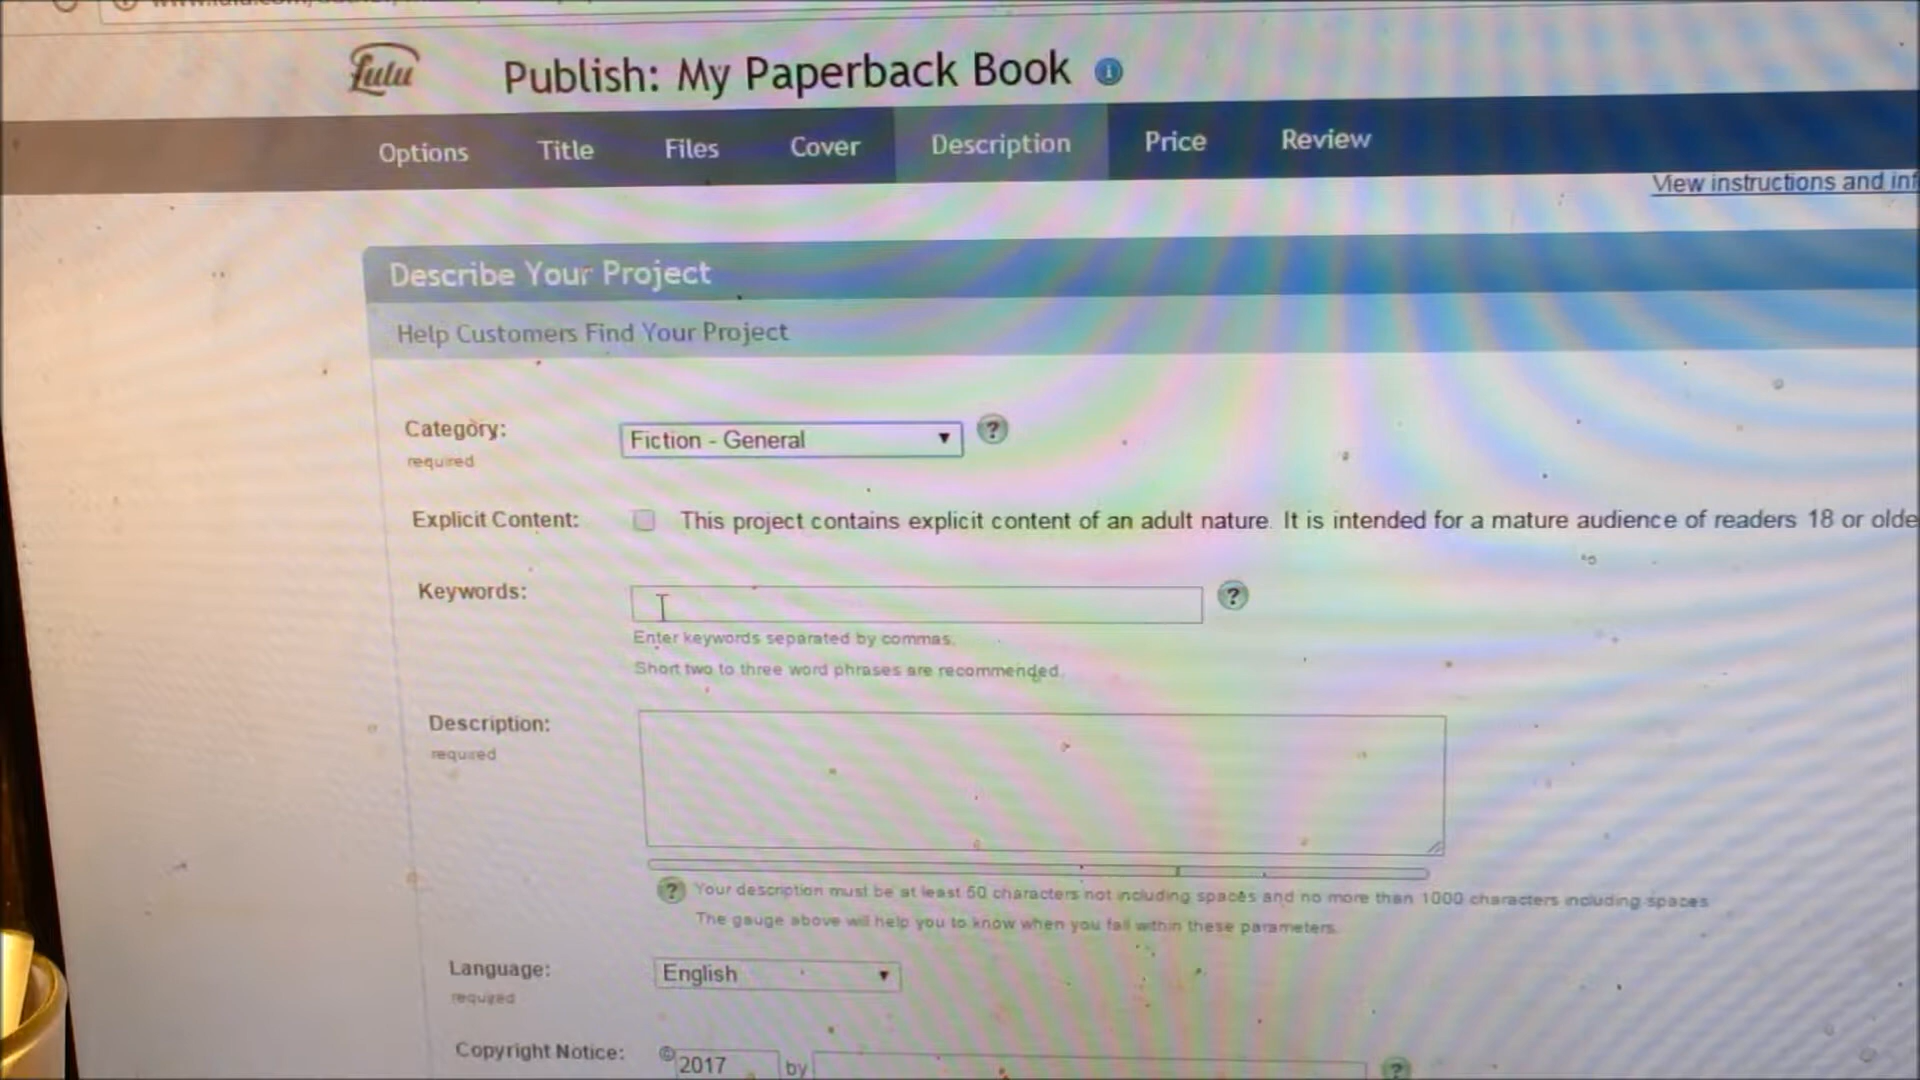 lulu
Publish: My Paperback Book
Options Title Files Cover Description Price Review
View instructions and inf
Describe Your Project
Help Customers Find Your Project
Category:
required
Fiction - General
Explicit Content:
This project contains explicit content of an adult nature. It is intended for a mature audience of readers 18 or olde
Keywords:
Enter keywords separated by commas.
Short two to three word phrases are recommended.
Description:
required
Your description must be at least 50 characters not including spaces and no more than 1000 characters including spaces
The gauge above will help you to know when you fall within these parameters.
Language:
required
English
Copyright Notice:
© 2017 by